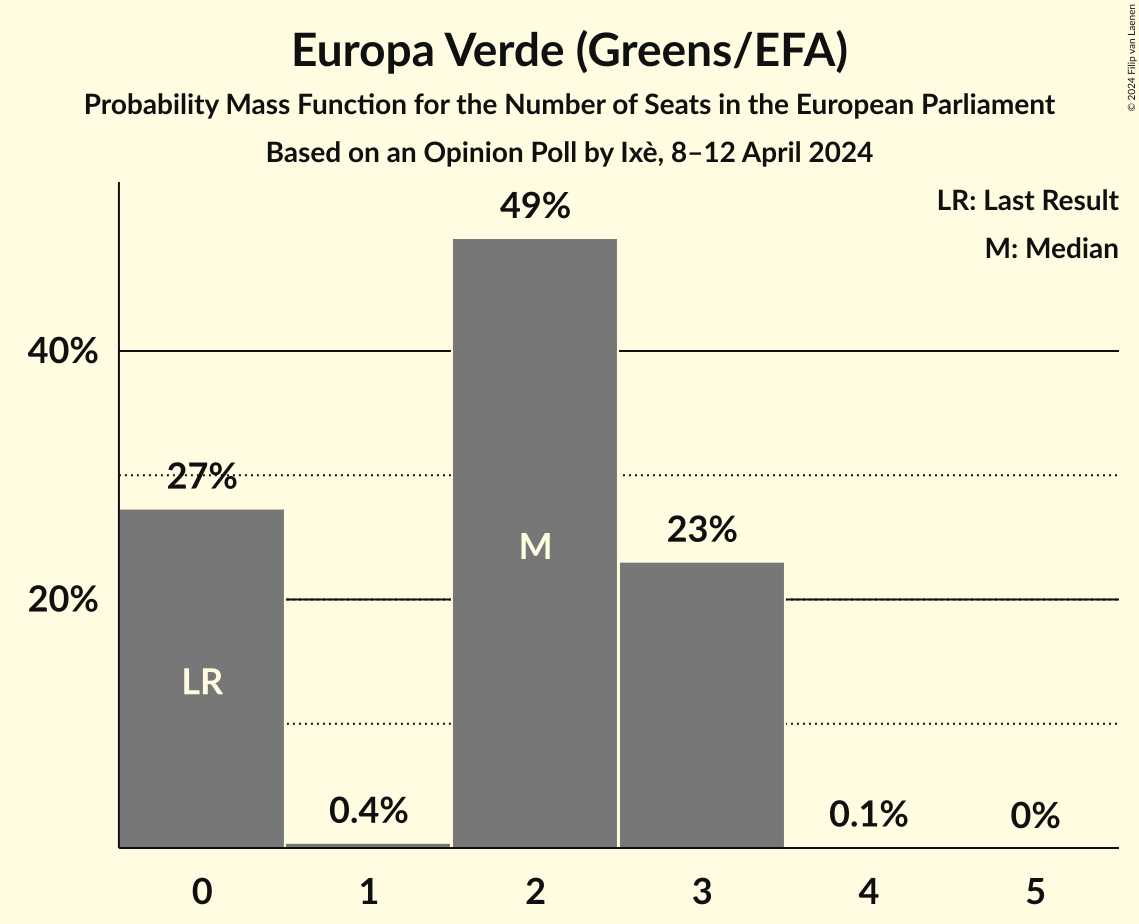 Europa Verde (Greens/EFA)
Probability Mass Function for the Number of Seats in the European Parliament
Based on an Opinion Poll by Ixè, 8–12 April 2024
© 2024 Filip van Laenen
LR: Last Result
M: Median
49%
40%
27%
23%
M
20%
LR
0.4%
0.1%
0%
0 1 2 3 4 5